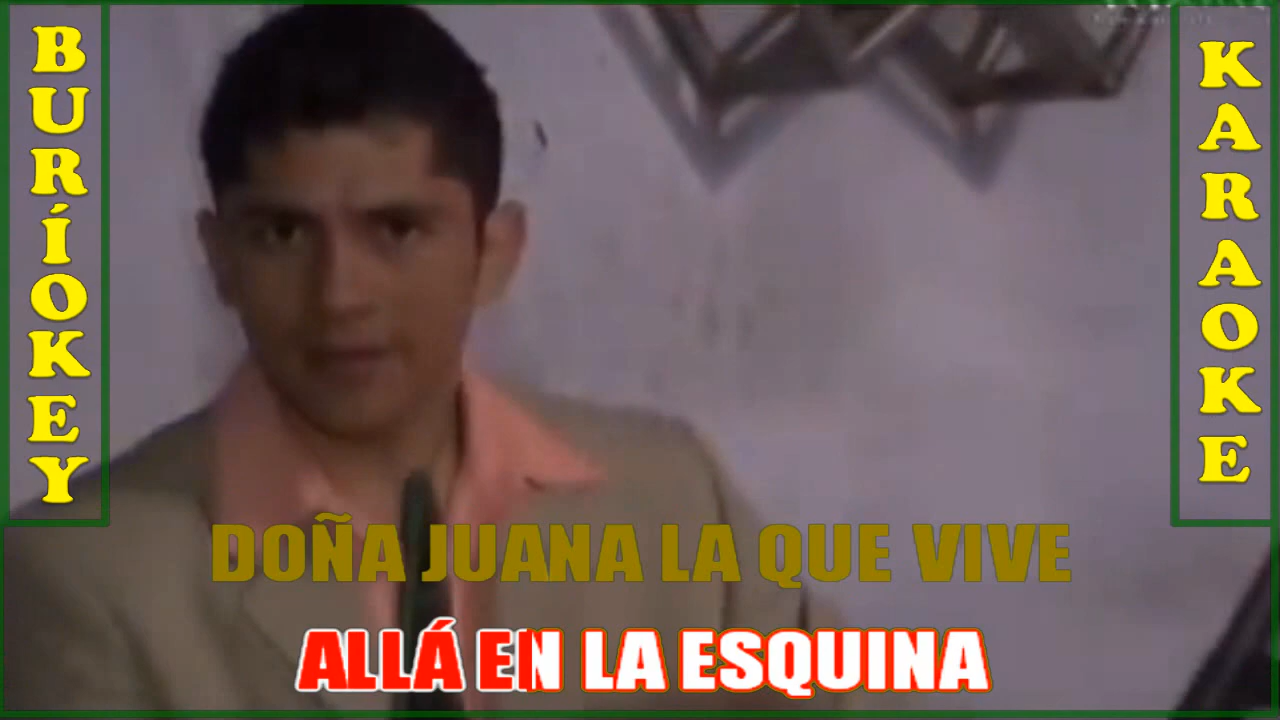 BURÍOKEY
KARAOKE
DOÑA JUANA LA QUE VIVE
ALLÁ EN LA ESQUINA